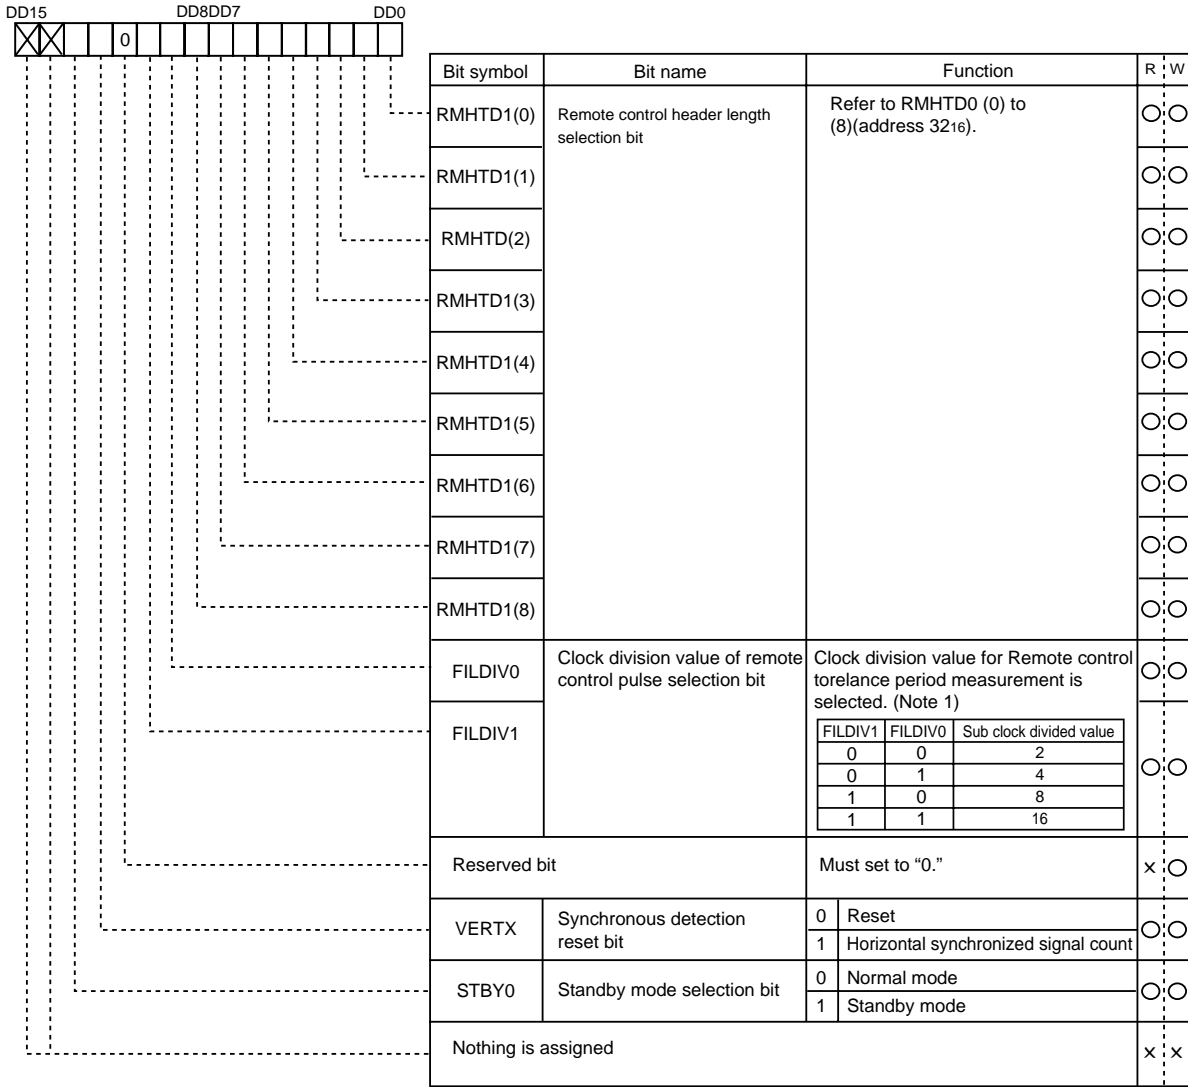 DD15 DD8DD7 DD0
0
Bit symbol Bit name Function R W
RMHTD1(0) Remote control header length Refer to RMHTD0 (0) to
selection bit (8)(address 3216).
RMHTD1(1)
RMHTD(2)
RMHTD1(3)
RMHTD1(4)
RMHTD1(5)
RMHTD1(6)
RMHTD1(7)
RMHTD1(8)
FILDIV0 Clock division value of remote Clock division value for Remote control
control pulse selection bit torelance period measurement is
selected. (Note 1)
FILDIV1 FILDIV1 FILDIV0 Sub clock divided value
0 0 2
0 1 4
1 0 8
1 1 16
Reserved bit Must set to “0.” x
VERTX Synchronous detection 0 Reset
reset bit 1 Horizontal synchronized signal count
STBY0 Standby mode selection bit 0 Normal mode
1 Standby mode
Nothing is assigned x x